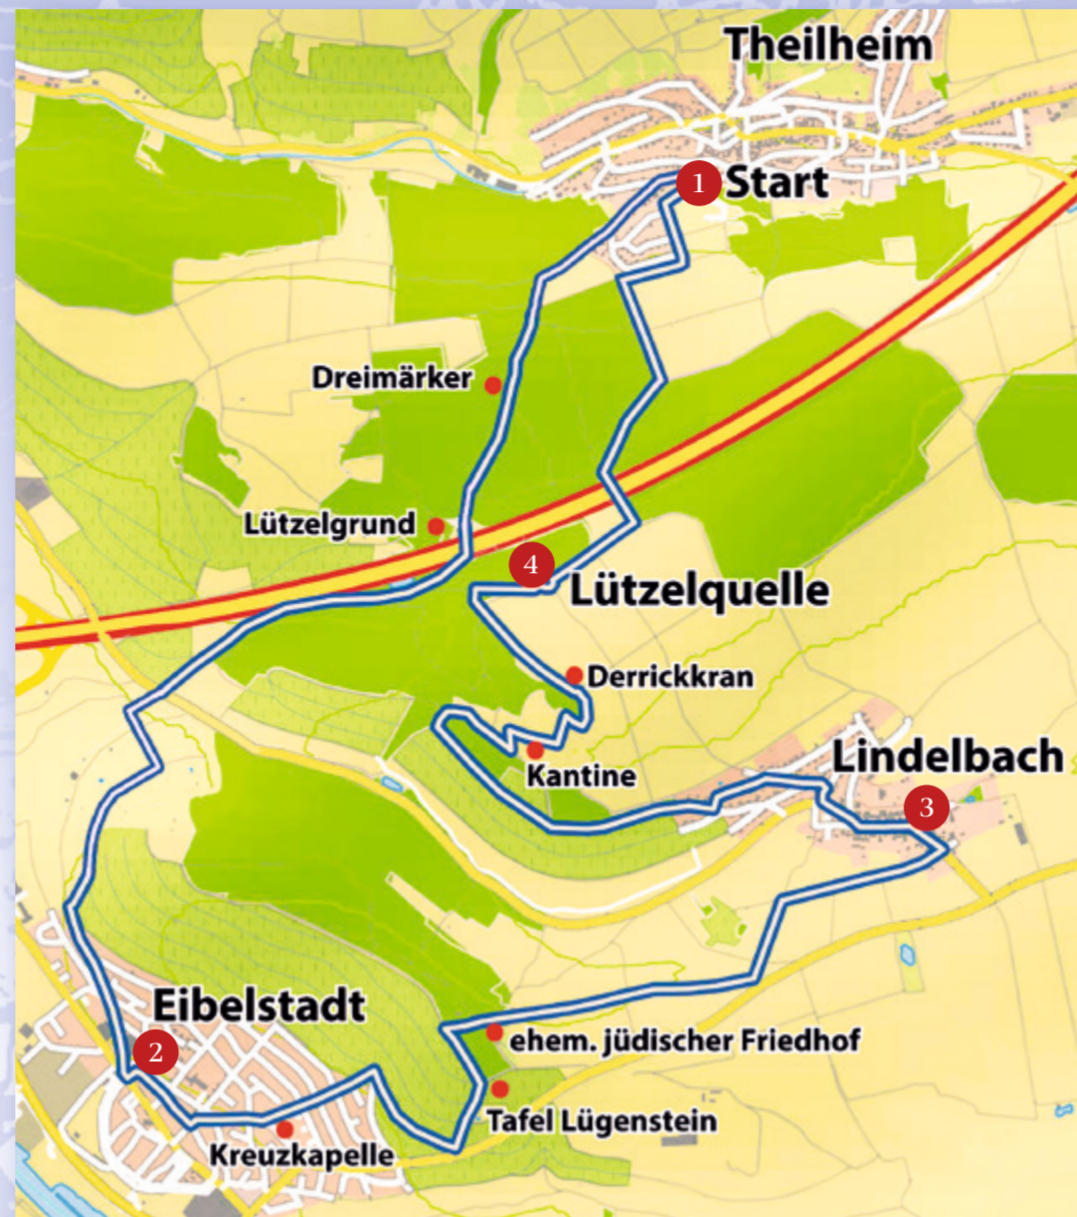 Theilheim
1 Start
Dreimärker
Lützelgrund
4
Lützelquelle
Derrickkran
Kantine
Lindelbach
3
Eibelstadt
2
ehem. jüdischer Friedhof
Tafel Lügenstein
Kreuzkapelle